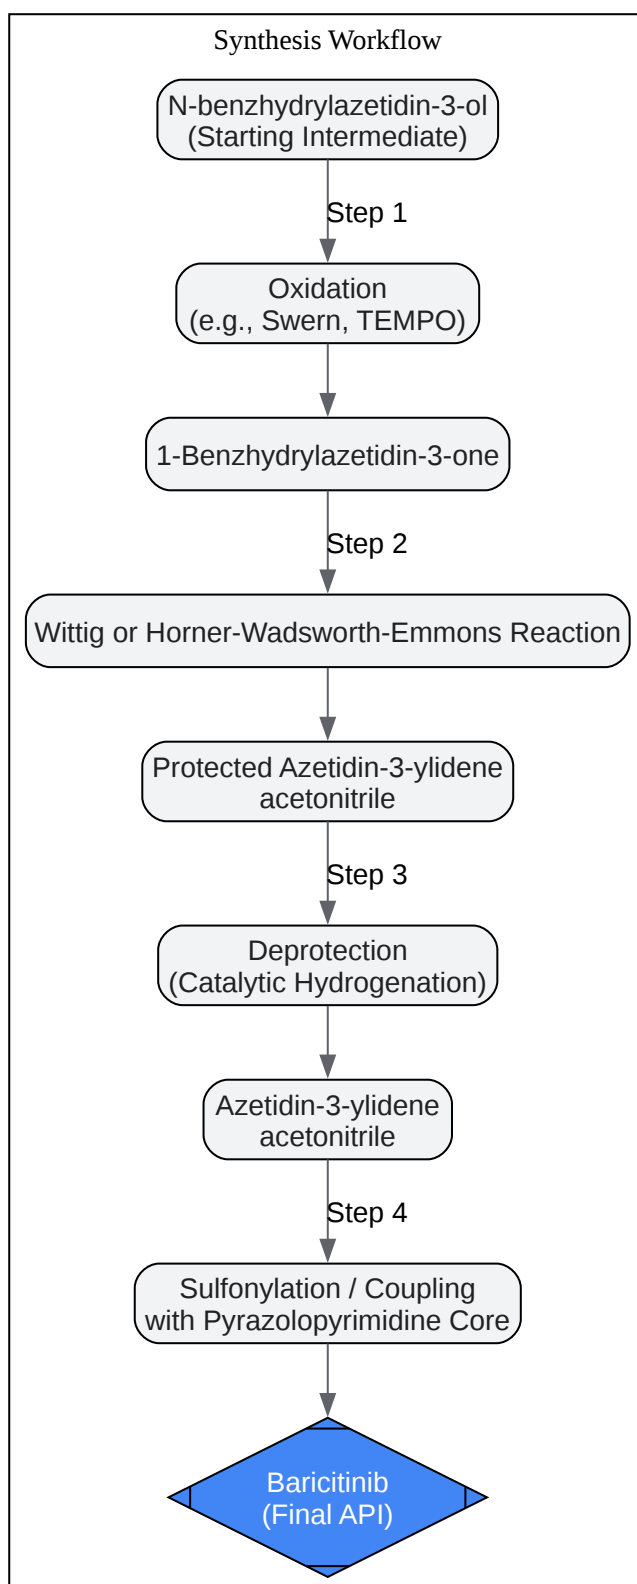 Synthesis Workflow
N-benzhydrylazetidin-3-ol
(Starting Intermediate)
Step 1
Oxidation
(e.g., Swern, TEMPO)
1-Benzhydrylazetidin-3-one
Step 2
Wittig or Horner-Wadsworth-Emmons Reaction
Protected Azetidin-3-ylidene
acetonitrile
Step 3
Deprotection
(Catalytic Hydrogenation)
Azetidin-3-ylidene
acetonitrile
Step 4
Sulfonylation / Coupling
with Pyrazolopyrimidine Core
Baricitinib
(Final API)